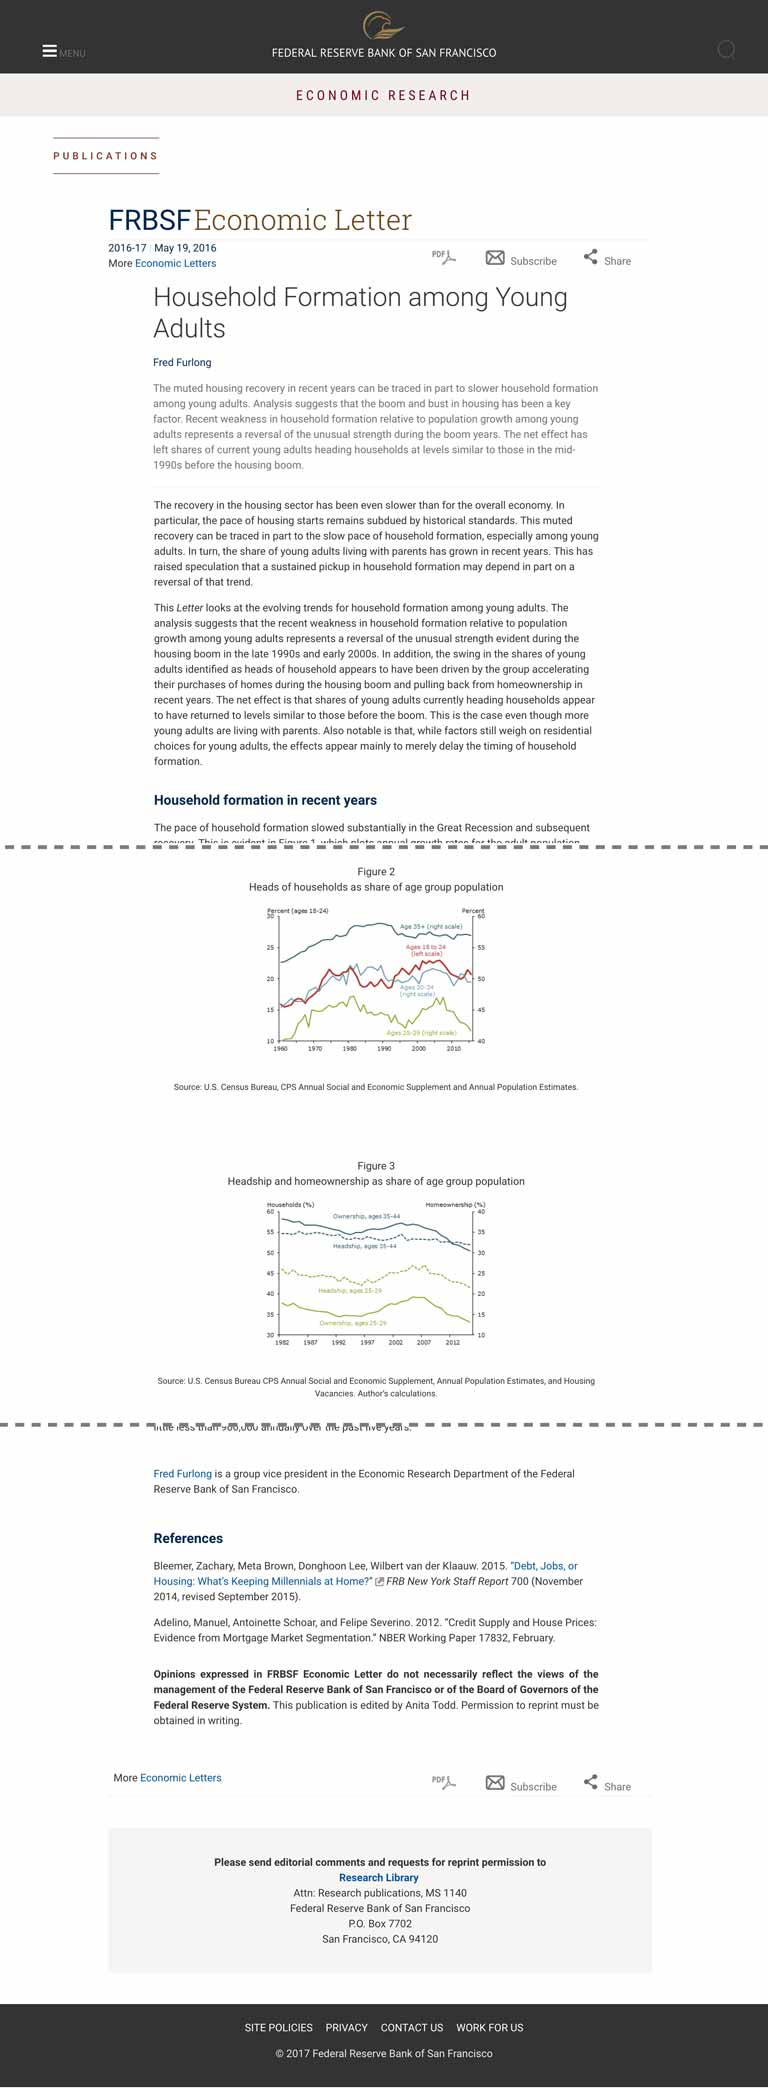 MENU
FEDERAL RESERVE BANK OF SAN FRANCISCO
ECONOMIC RESEARCH
PUBLICATIONS
FRBSF Economic Letter
2016-17 | May 19, 2016
More Economic Letters
PDF Subscribe Share
Household Formation among Young
Adults
Fred Furlong
The muted housing recovery in recent years can be traced in part to slower household formation
among young adults. Analysis suggests that the boom and bust in housing has been a key
factor. Recent weakness in household formation relative to population growth among young
adults represents a reversal of the unusual strength during the boom years. The net effect has
left shares of current young adults heading households at levels similar to those in the mid-
1990s before the housing boom.
The recovery in the housing sector has been even slower than for the overall economy. In
particular, the pace of housing starts remains subdued by historical standards. This muted
recovery can be traced in part to the slow pace of household formation, especially among young
adults. In turn, the share of young adults living with parents has grown in recent years. This has
raised speculation that a sustained pickup in household formation may depend in part on a
reversal of that trend.
This Letter looks at the evolving trends for household formation among young adults. The
analysis suggests that the recent weakness in household formation relative to population
growth among young adults represents a reversal of the unusual strength evident during the
housing boom in the late 1990s and early 2000s. In addition, the swing in the shares of young
adults identified as heads of household appears to have been driven by the group accelerating
their purchases of homes during the housing boom and pulling back from homeownership in
recent years. The net effect is that shares of young adults currently heading households appear
to have returned to levels similar to those before the boom. This is the case even though more
young adults are living with parents. Also notable is that, while factors still weigh on residential
choices for young adults, the effects appear mainly to merely delay the timing of household
formation.
Household formation in recent years
The pace of household formation slowed substantially in the Great Recession and subsequent
recovery. This is evident in Figure 1, which plots annual growth rates for the adult population
Figure 2
Heads of households as share of age group population
Percent (ages 18-24) Percent
30 60
Age 35+ (right scale)
Ages 18 to 24
(left scale)
25 55
20 50
Ages 20-24
(right scale)
15 45
Ages 25-29 (right scale)
10 40
1960 1970 1980 1990 2000 2010
Source: U.S. Census Bureau, CPS Annual Social and Economic Supplement and Annual Population Estimates.
Figure 3
Headship and homeownership as share of age group population
Households (%) Homeownership (%)
60 40
Ownership, ages 35-44
55 35
Headship, ages 35-44
50 30
45 25
Headship, ages 25-29
40 20
35 15
Ownership, ages 25-29
30 10
1982 1987 1992 1997 2002 2007 2012
Source: U.S. Census Bureau CPS Annual Social and Economic Supplement, Annual Population Estimates, and Housing
Vacancies. Author's calculations.
little less than 900,000 annually over the past five years.
Fred Furlong is a group vice president in the Economic Research Department of the Federal
Reserve Bank of San Francisco.
References
Bleemer, Zachary, Meta Brown, Donghoon Lee, Wilbert van der Klaauw. 2015. "Debt, Jobs, or
Housing: What's Keeping Millennials at Home?" FRB New York Staff Report 700 (November
2014, revised September 2015).
Adelino, Manuel, Antoinette Schoar, and Felipe Severino. 2012. "Credit Supply and House Prices:
Evidence from Mortgage Market Segmentation." NBER Working Paper 17832, February.
Opinions expressed in FRBSF Economic Letter do not necessarily reflect the views of the
management of the Federal Reserve Bank of San Francisco or of the Board of Governors of the
Federal Reserve System. This publication is edited by Anita Todd. Permission to reprint must be
obtained in writing.
More Economic Letters
PDF Subscribe Share
Please send editorial comments and requests for reprint permission to
Research Library
Attn: Research publications, MS 1140
Federal Reserve Bank of San Francisco
P.O. Box 7702
San Francisco, CA 94120
SITE POLICIES PRIVACY CONTACT US WORK FOR US
© 2017 Federal Reserve Bank of San Francisco